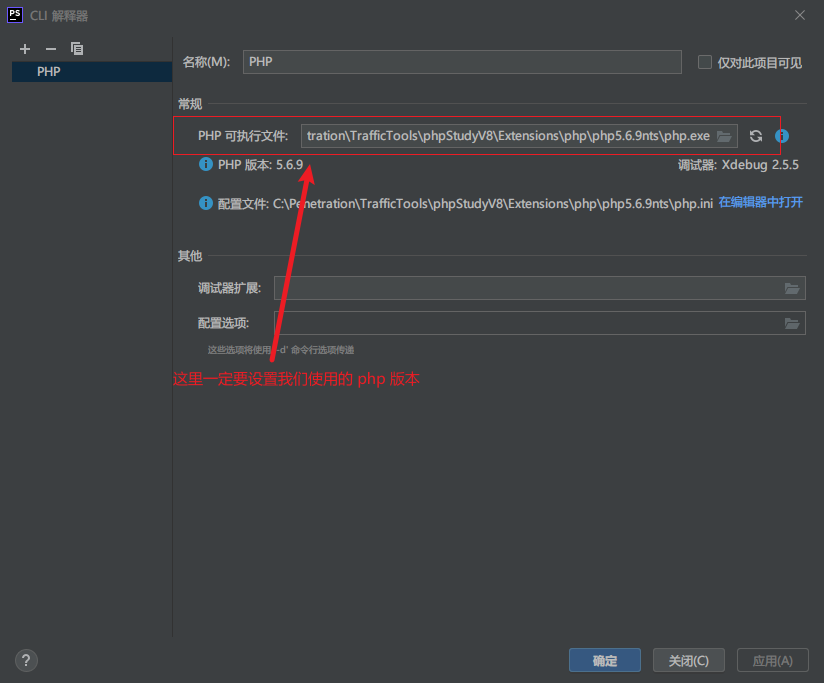 PS CLI 解释器
PHP
名称(M): PHP 仅对此项目可见
常规
PHP 可执行文件: tration\TrafficTools\phpStudyV8\Extensions\php\php5.6.9nts\php.exe
PHP 版本: 5.6.9 调试器: Xdebug 2.5.5
配置文件: C:\Penetration\TrafficTools\phpStudyV8\Extensions\php\php5.6.9nts\php.ini 在编辑器中打开
其他
调试器扩展:
配置选项:
这些选项将使用 '-d' 命令行选项传递
这里一定要设置我们使用的 php 版本
? 确定 关闭(C) 应用(A)